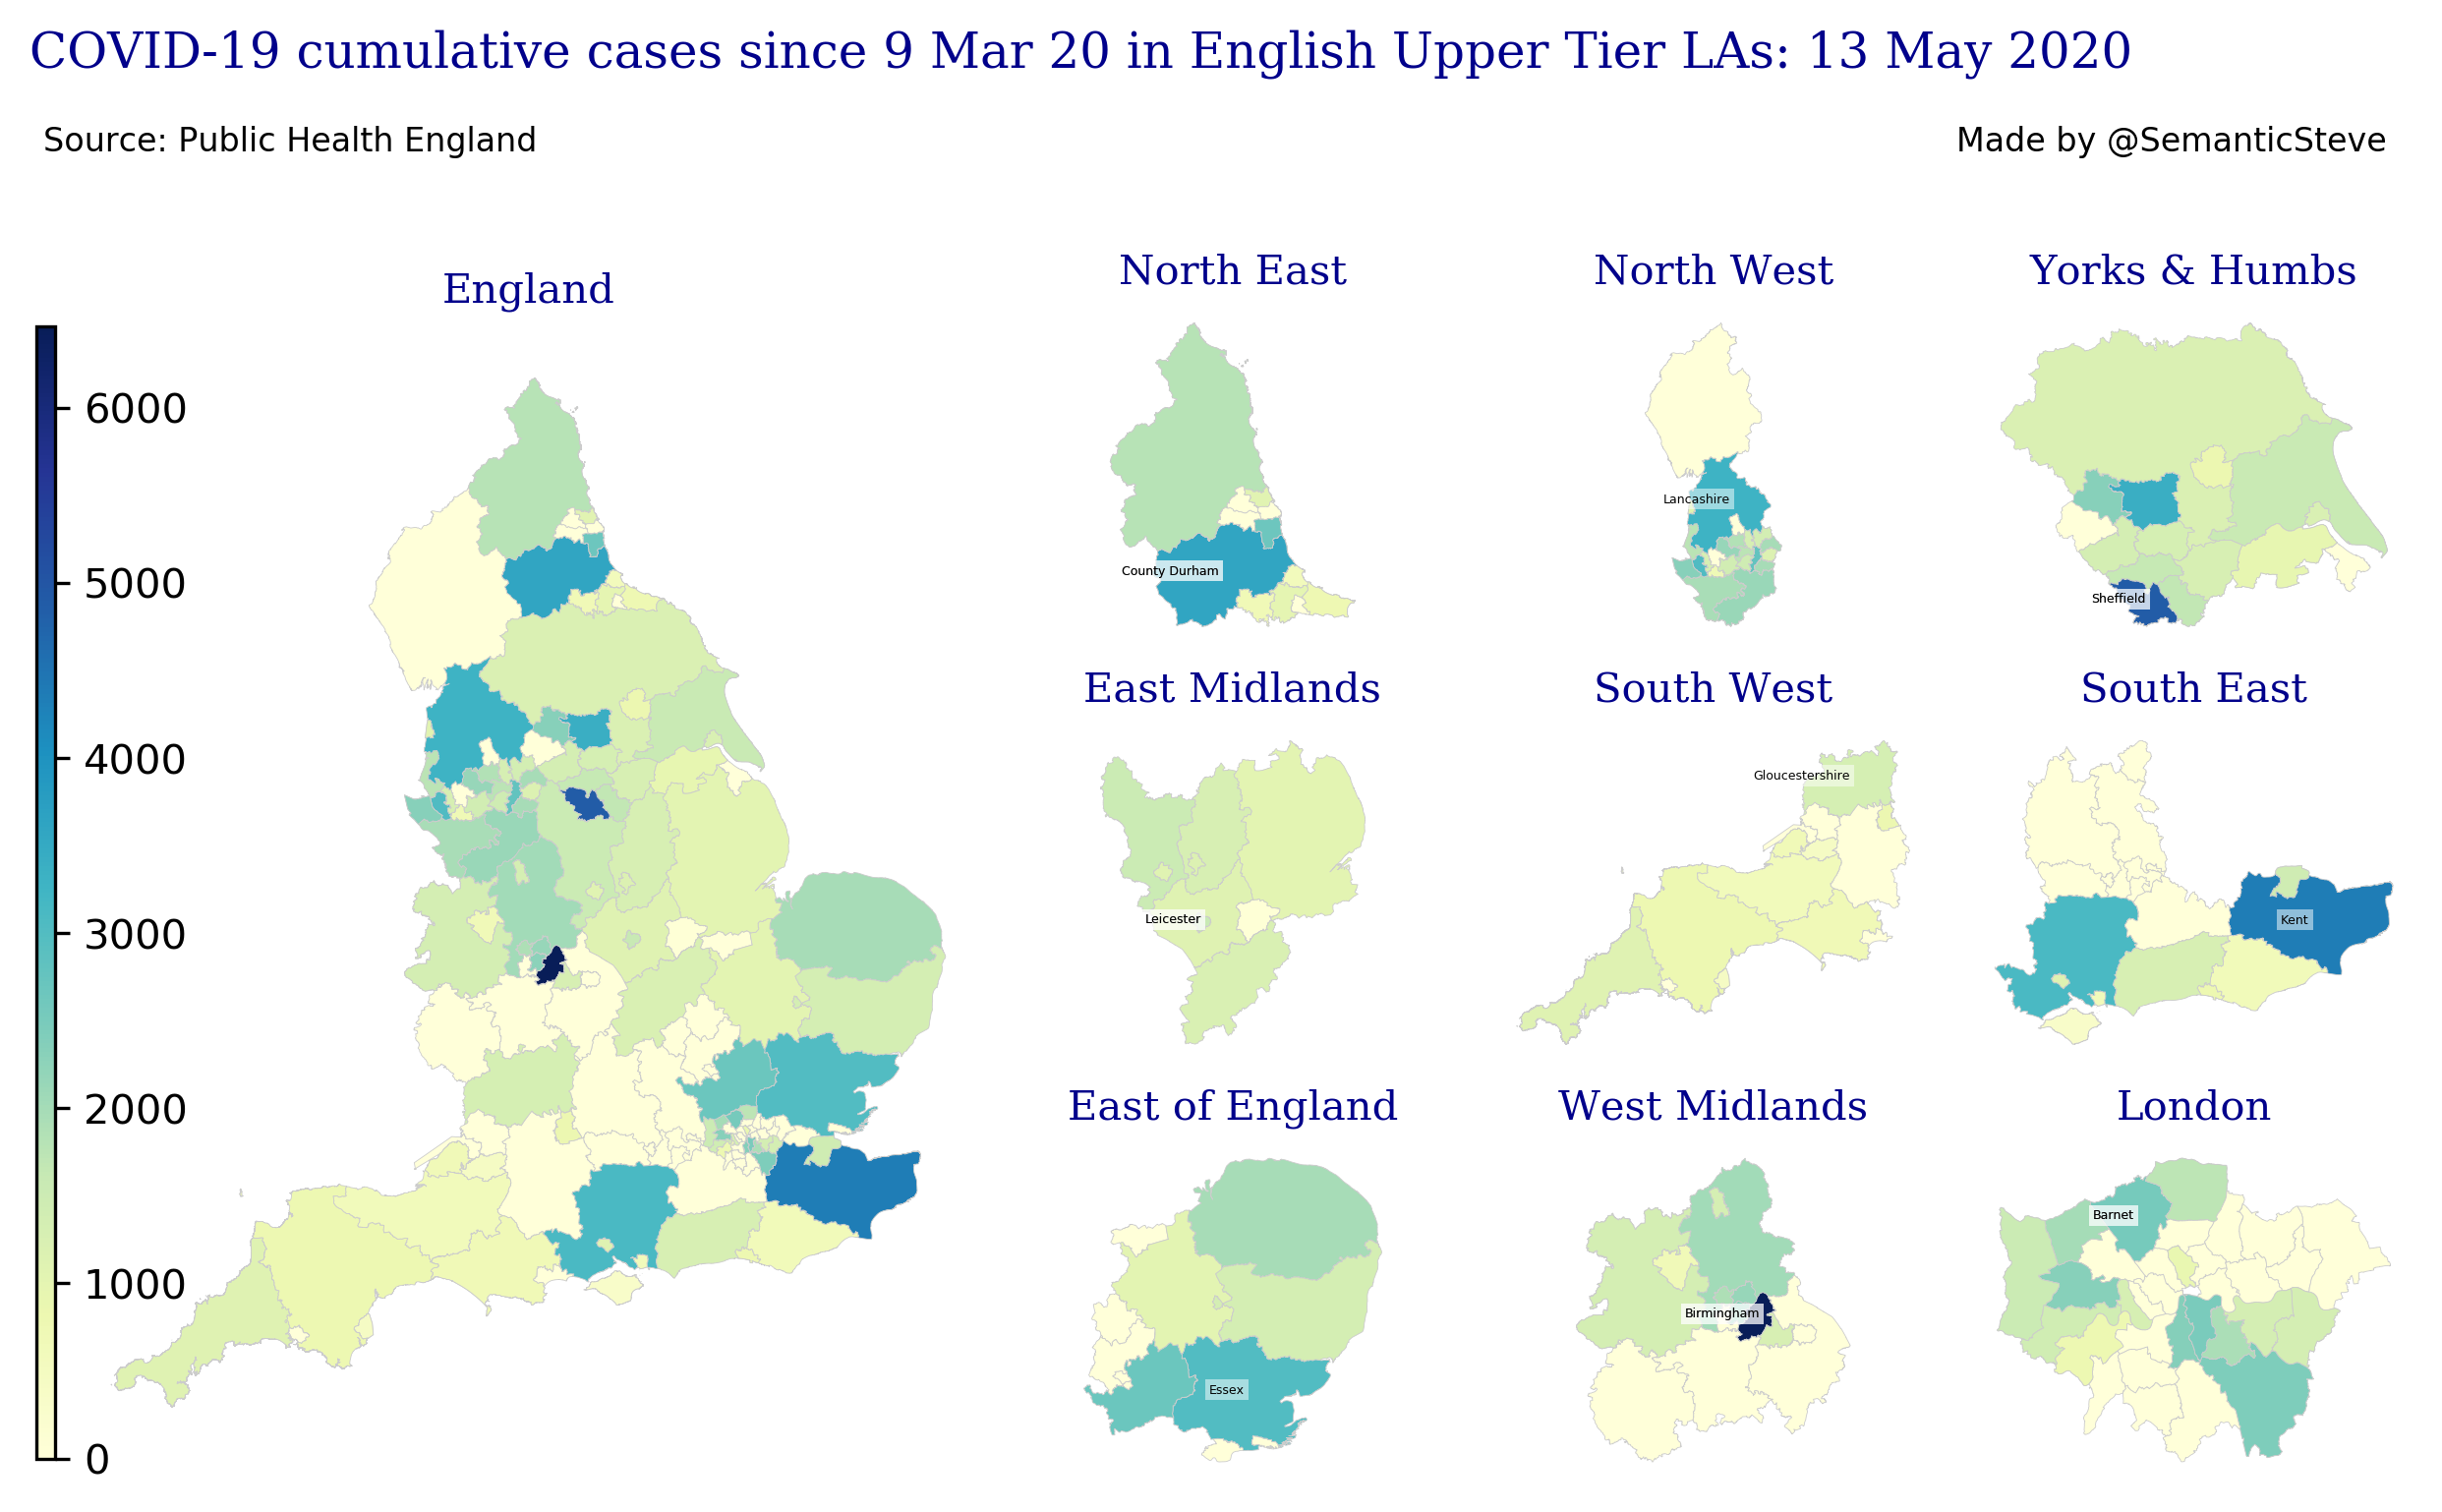 COVID-19 cumulative cases since 9 Mar 20 in English Upper Tier LAs: 13 May 2020
Source: Public Health England
Made by @SemanticSteve
England
6000
5000
4000
3000
2000
1000
0
North East
County Durham
North West
Lancashire
Yorks & Humbs
Sheffield
East Midlands
Leicester
South West
Gloucestershire
South East
Kent
East of England
Essex
West Midlands
Birmingham
London
Barnet